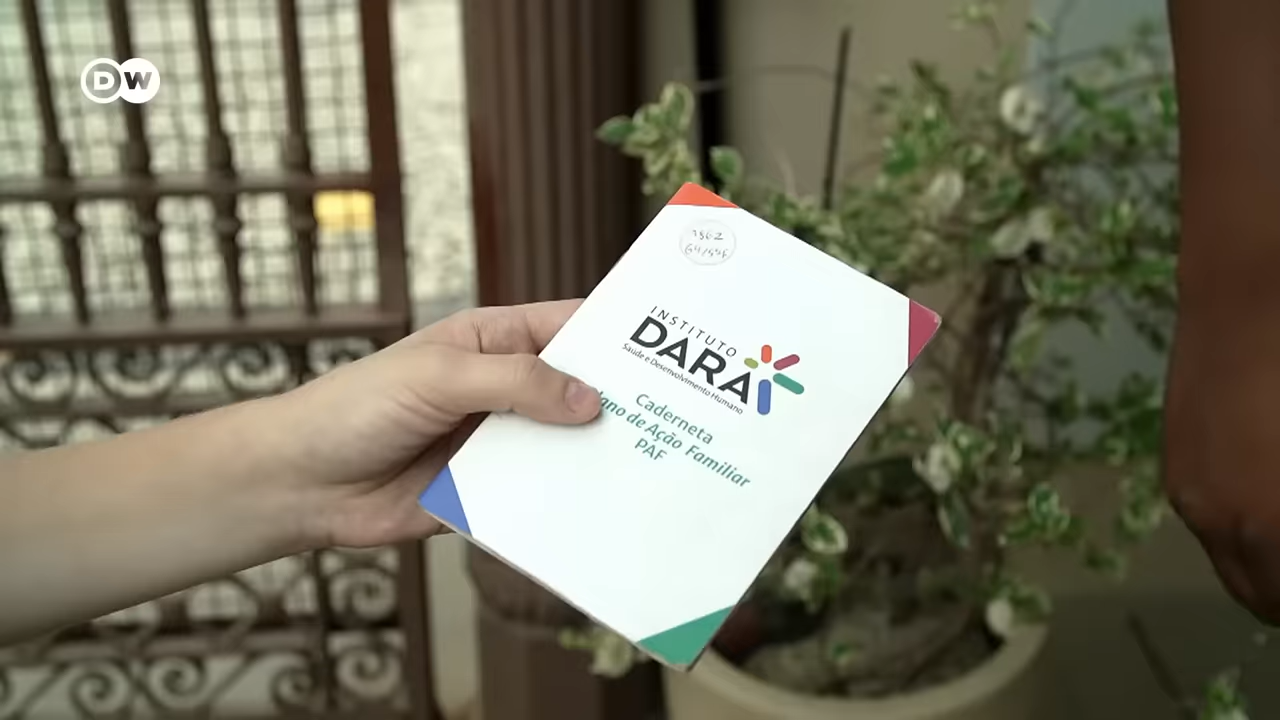 DW
INSTITUTO
DARA
Saúde e Desenvolvimento Humano
Caderneta
de Ação Familiar
PAF